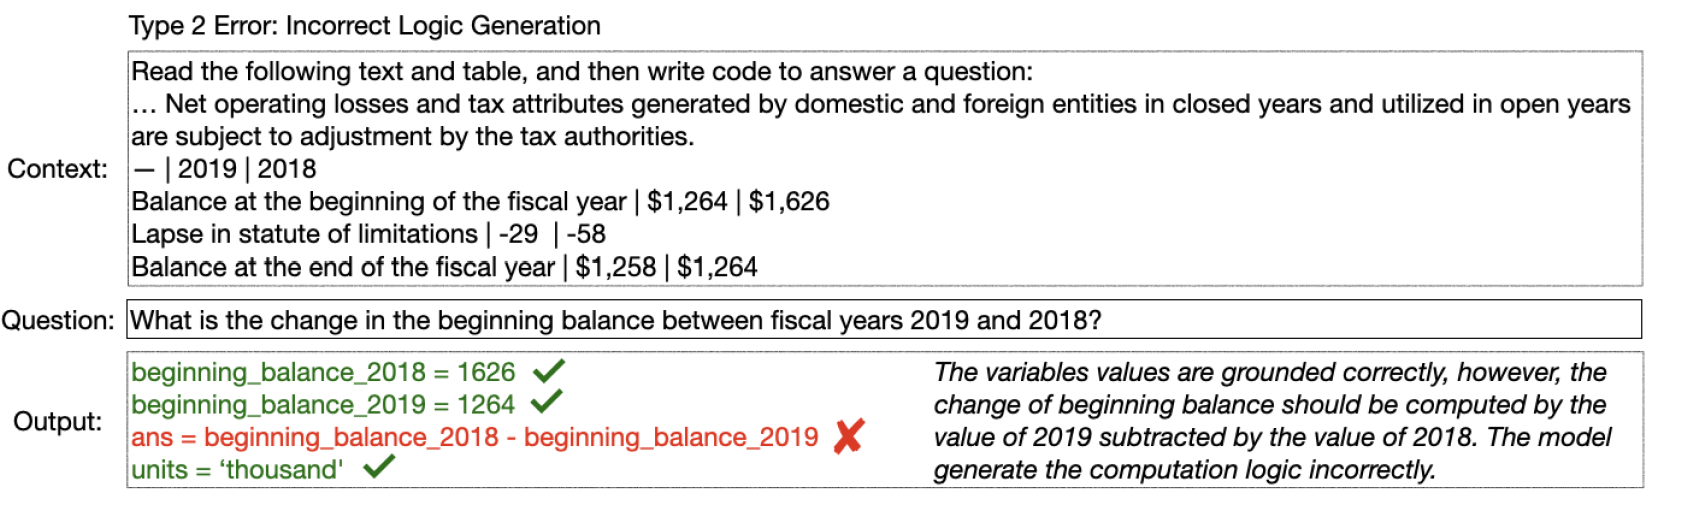 Type 2 Error: Incorrect Logic Generation
Context:
Read the following text and table, and then write code to answer a question:
… Net operating losses and tax attributes generated by domestic and foreign entities in closed years and utilized in open years
are subject to adjustment by the tax authorities.
— | 2019 | 2018
Balance at the beginning of the fiscal year | $1,264 | $1,626
Lapse in statute of limitations | -29 | -58
Balance at the end of the fiscal year | $1,258 | $1,264
Question: What is the change in the beginning balance between fiscal years 2019 and 2018?
Output:
beginning_balance_2018 = 1626 ✓
beginning_balance_2019 = 1264 ✓
ans = beginning_balance_2018 - beginning_balance_2019 ✘
units = ‘thousand' ✓
The variables values are grounded correctly, however, the
change of beginning balance should be computed by the
value of 2019 subtracted by the value of 2018. The model
generate the computation logic incorrectly.